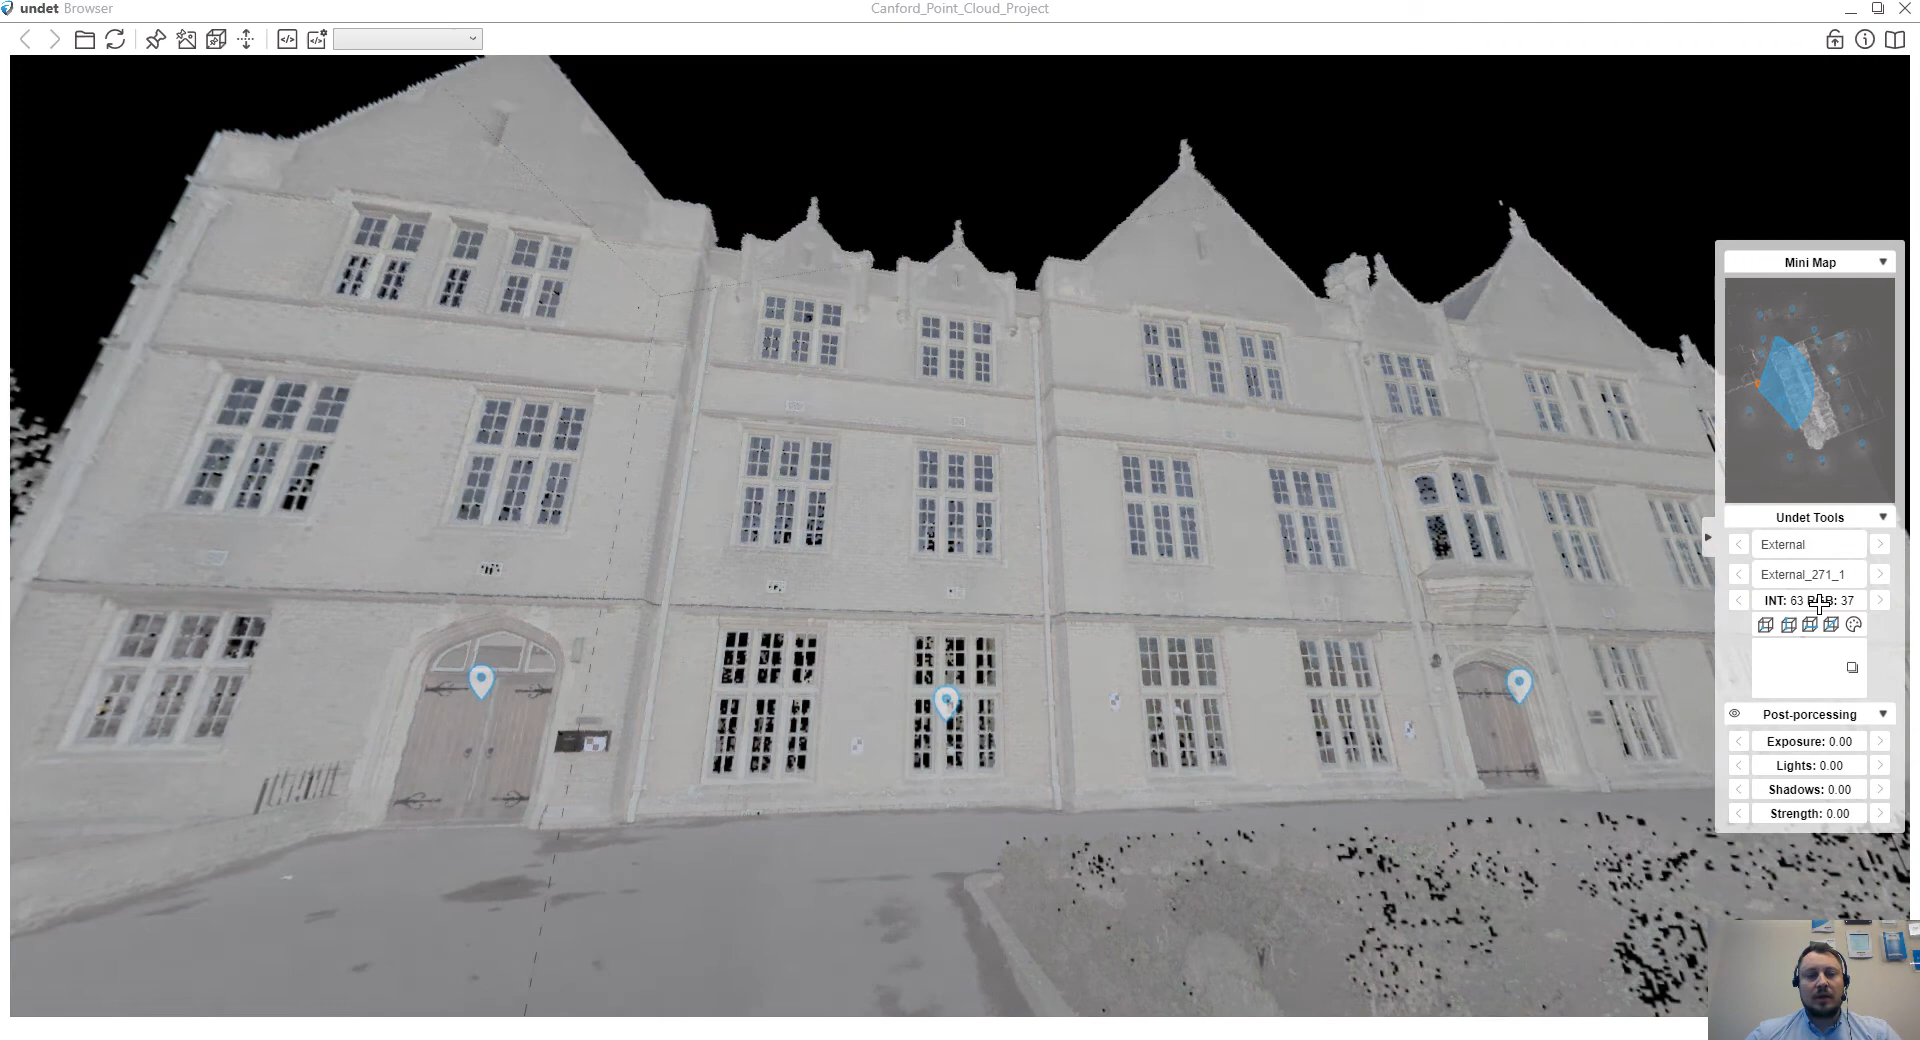 undet Browser
Canford_Point_Cloud_Project
Mini Map
Undet Tools
External
External_271_1
INT: 63 RGB: 37
Post-porcessing
Exposure: 0.00
Lights: 0.00
Shadows: 0.00
Strength: 0.00